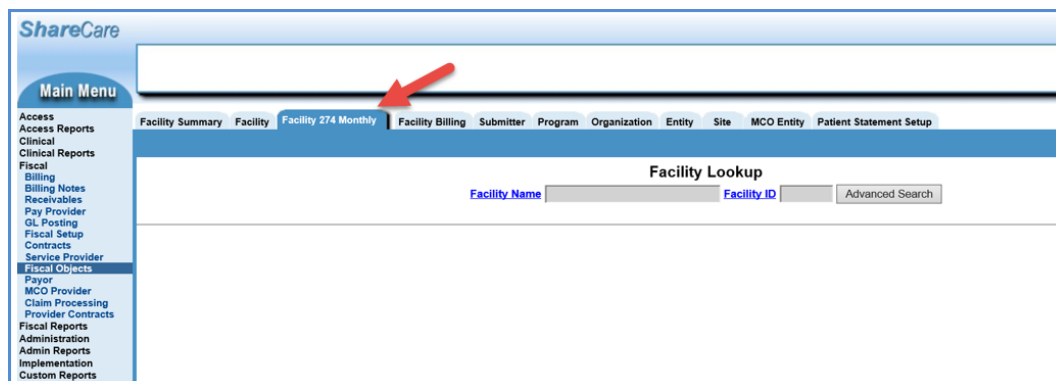 ShareCare
Main Menu
Access
Access Reports
Clinical
Clinical Reports
Fiscal
Billing
Billing Notes
Receivables
Pay Provider
GL Posting
Fiscal Setup
Contracts
Service Provider
Fiscal Objects
Payor
MCO Provider
Claim Processing
Provider Contracts
Fiscal Reports
Administration
Admin Reports
Implementation
Custom Reports
Facility Summary Facility Facility 274 Monthly Facility Billing Submitter Program Organization Entity Site MCO Entity Patient Statement Setup
Facility Lookup
Facility Name Facility ID Advanced Search